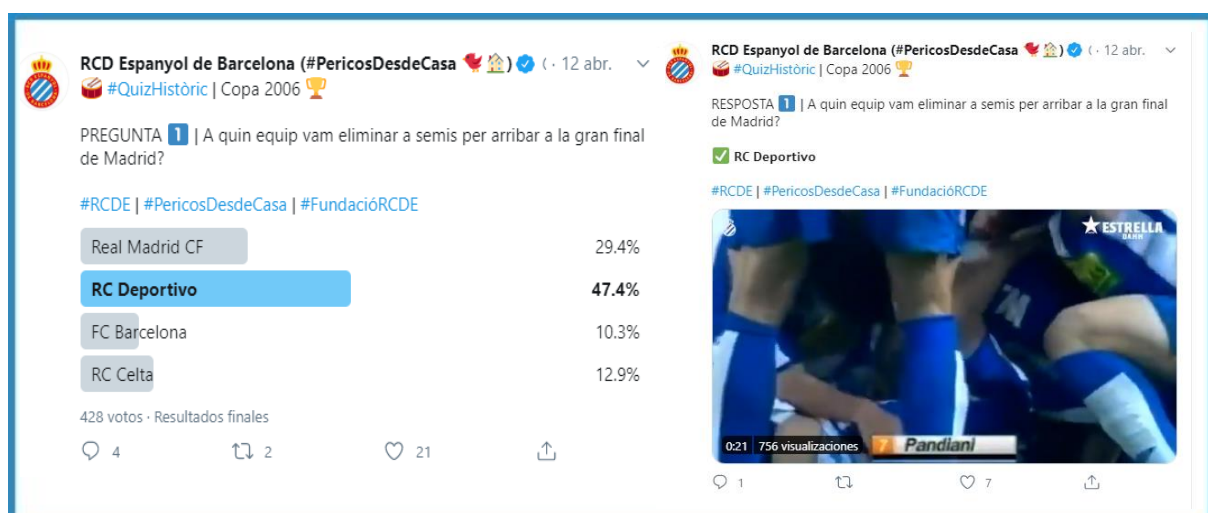 RCD Espanyol de Barcelona (#PericosDesdeCasa 🐦🏠) ( · 12 abr.
🥁 #QuizHistòric | Copa 2006 🏆
PREGUNTA 1️⃣ | A quin equip vam eliminar a semis per arribar a la gran final
de Madrid?
#RCDE | #PericosDesdeCasa | #FundacióRCDE
Real Madrid CF 29.4%
RC Deportivo 47.4%
FC Barcelona 10.3%
RC Celta 12.9%
428 votos · Resultados finales
4 2 21
RCD Espanyol de Barcelona (#PericosDesdeCasa 🐦🏠) ( · 12 abr.
🥁 #QuizHistòric | Copa 2006 🏆
RESPOSTA 1️⃣ | A quin equip vam eliminar a semis per arribar a la gran final
de Madrid?
✅ RC Deportivo
#RCDE | #PericosDesdeCasa | #FundacióRCDE
ESTRELLA
DAMM
0:21 756 visualizaciones 7 Pandiani
1 7